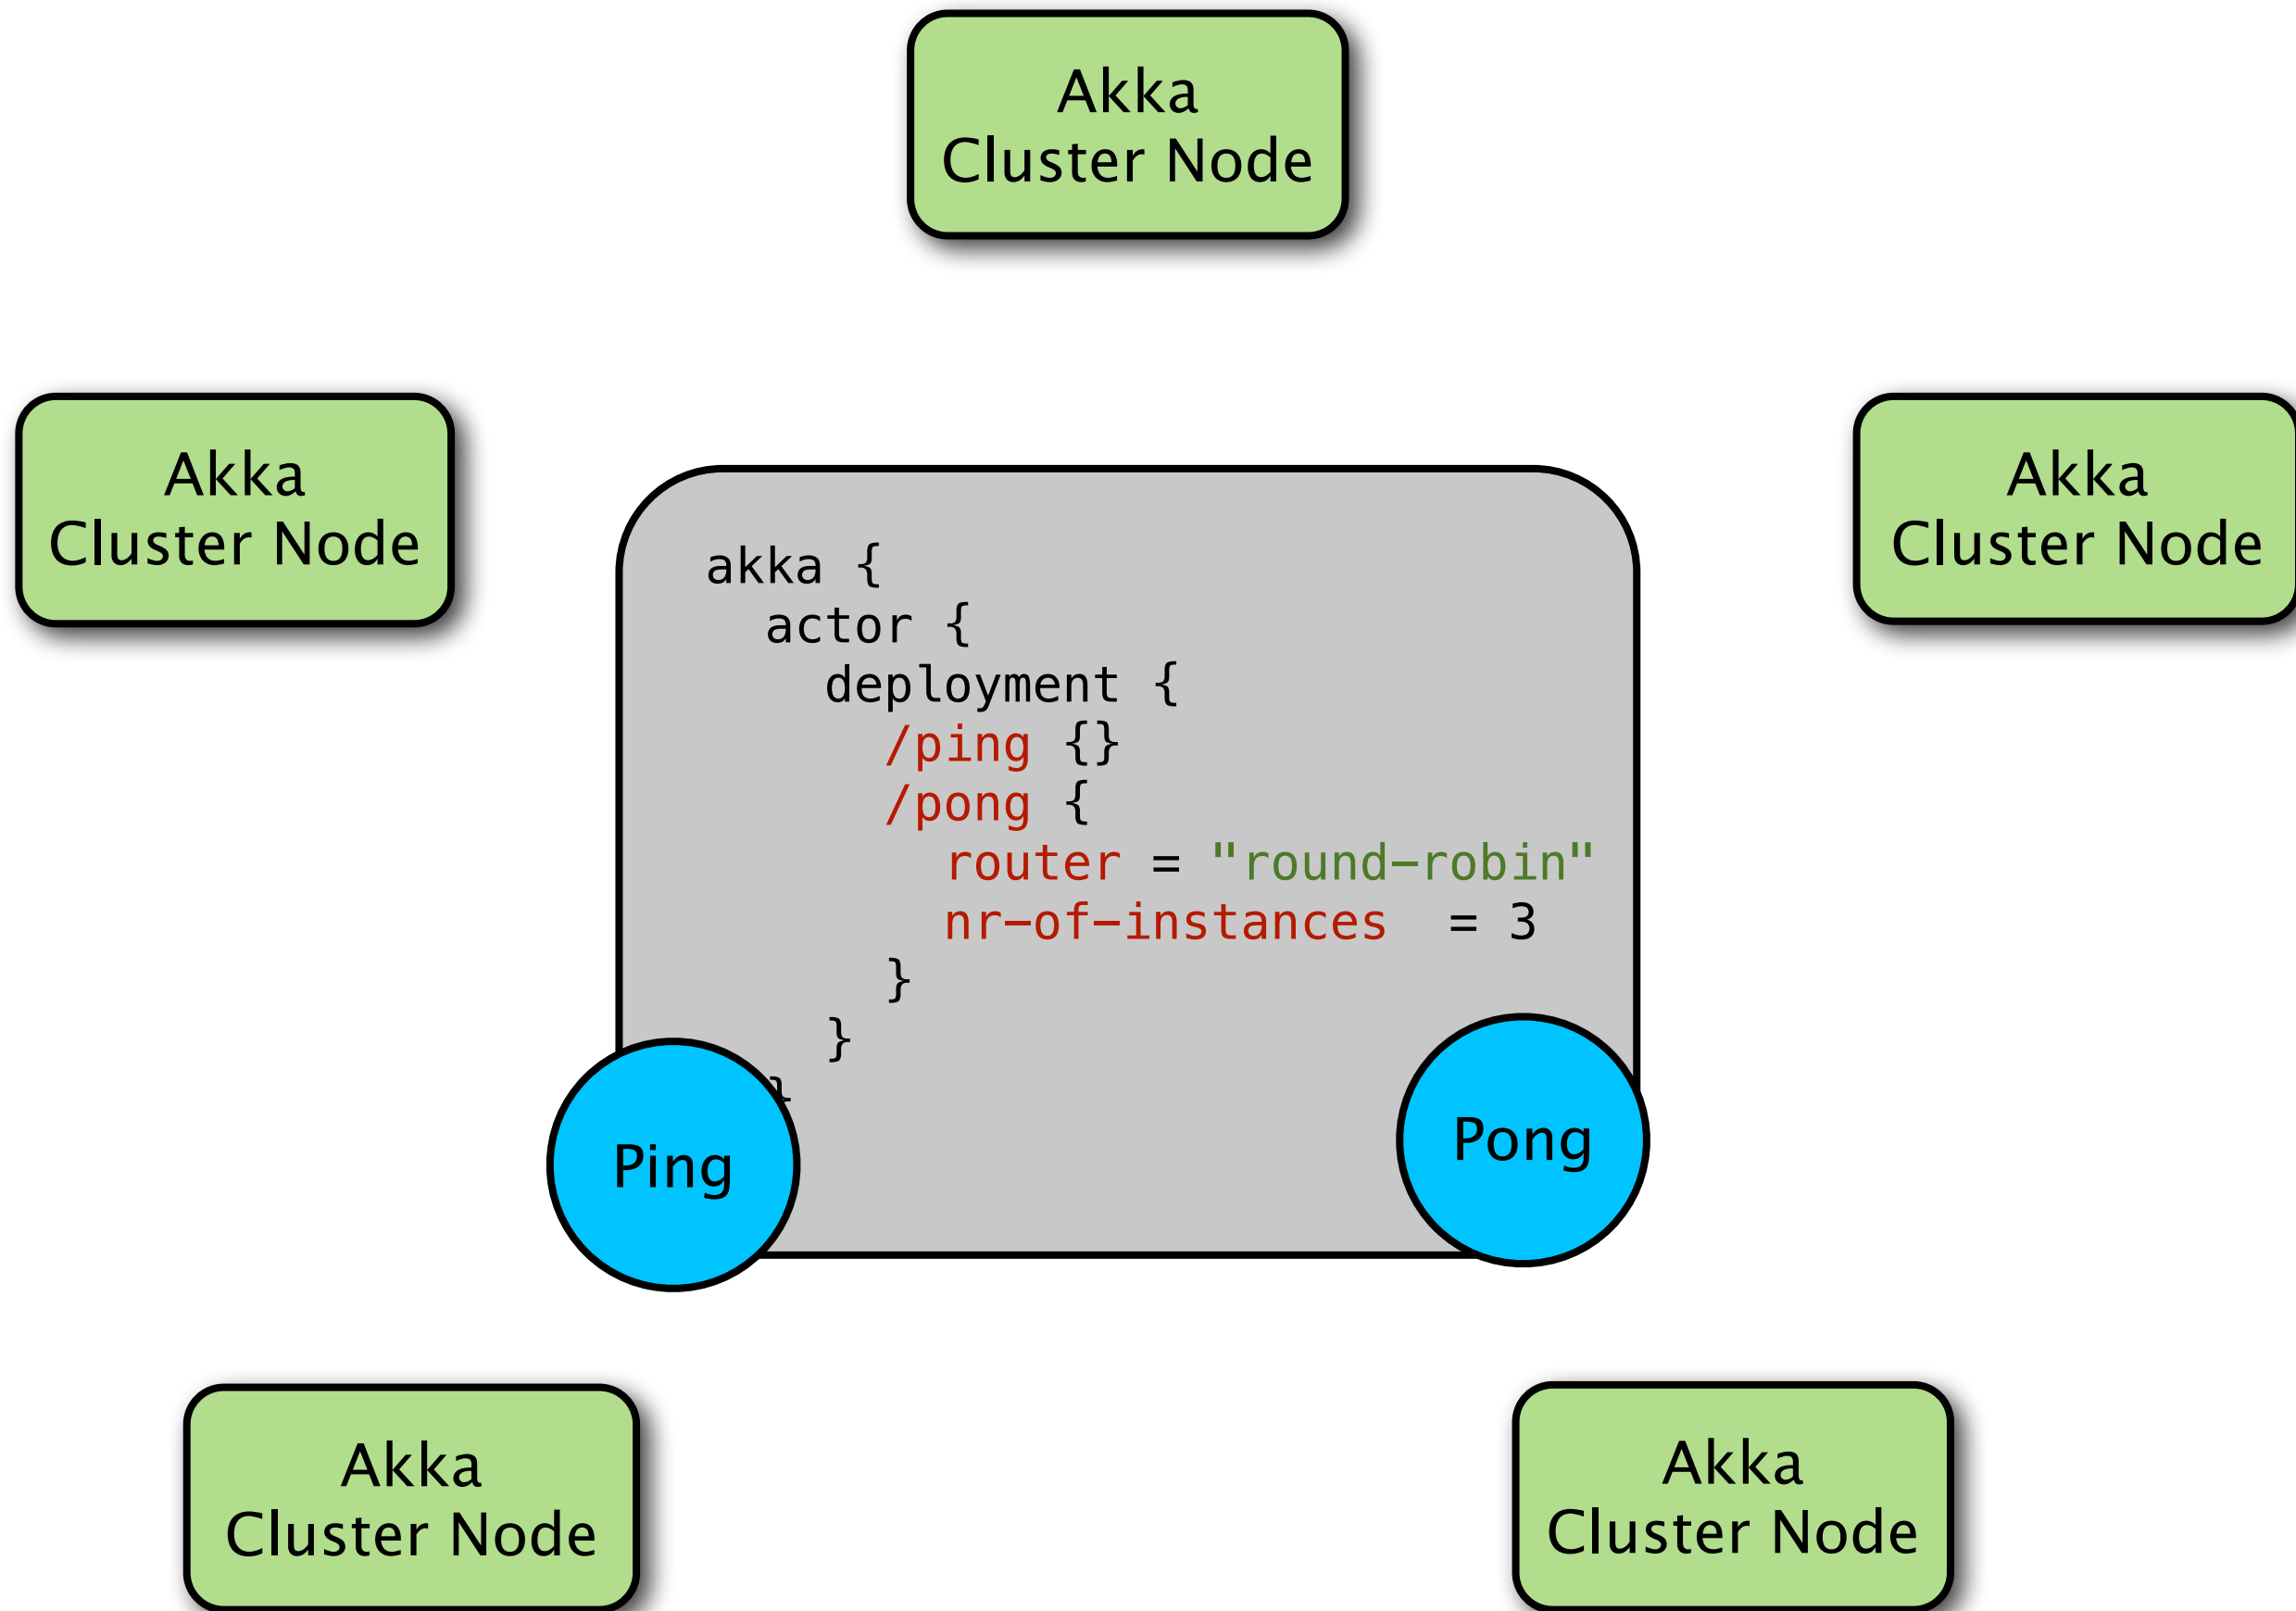 Akka
Cluster Node
Akka
Cluster Node
Akka
Cluster Node
akka {
  actor {
    deployment {
      /ping {}
      /pong {
        router = "round-robin"
        nr-of-instances  = 3
      }
    }
  }
Ping
Pong
Akka
Cluster Node
Akka
Cluster Node